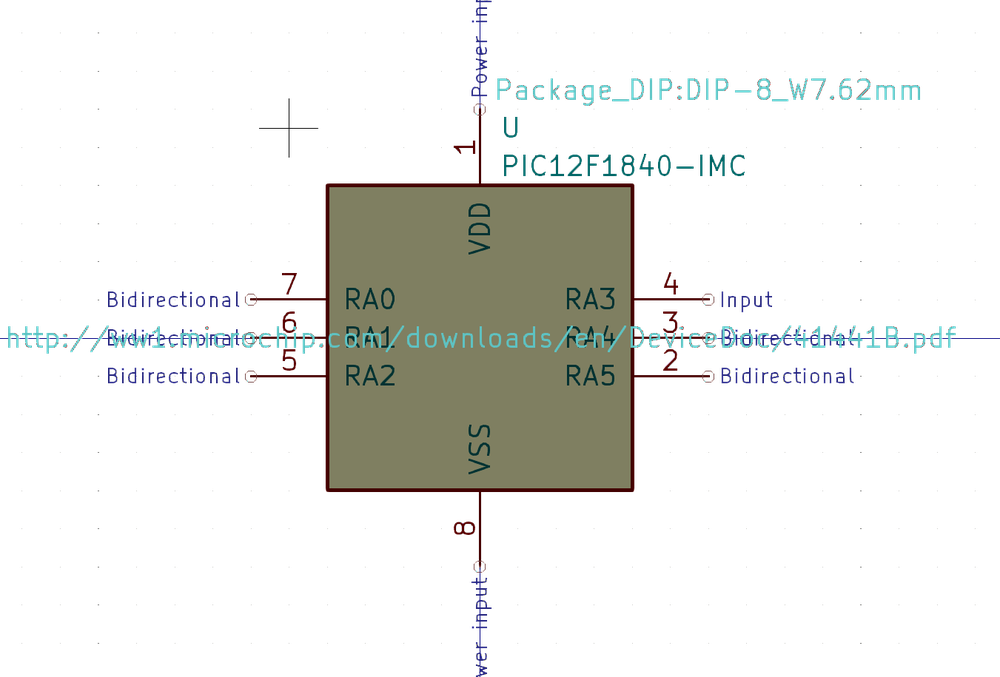 Power inp
Package_DIP:DIP-8_W7.62mm
U
1
PIC12F1840-IMC
VDD
Bidirectional 7 RA0 RA3 4 Input
Bidirectional 6 RA1 RA4 3 Bidirectional
http://ww1.microchip.com/downloads/en/DeviceDoc/41441B.pdf
Bidirectional 5 RA2 RA5 2 Bidirectional
VSS
8
wer input